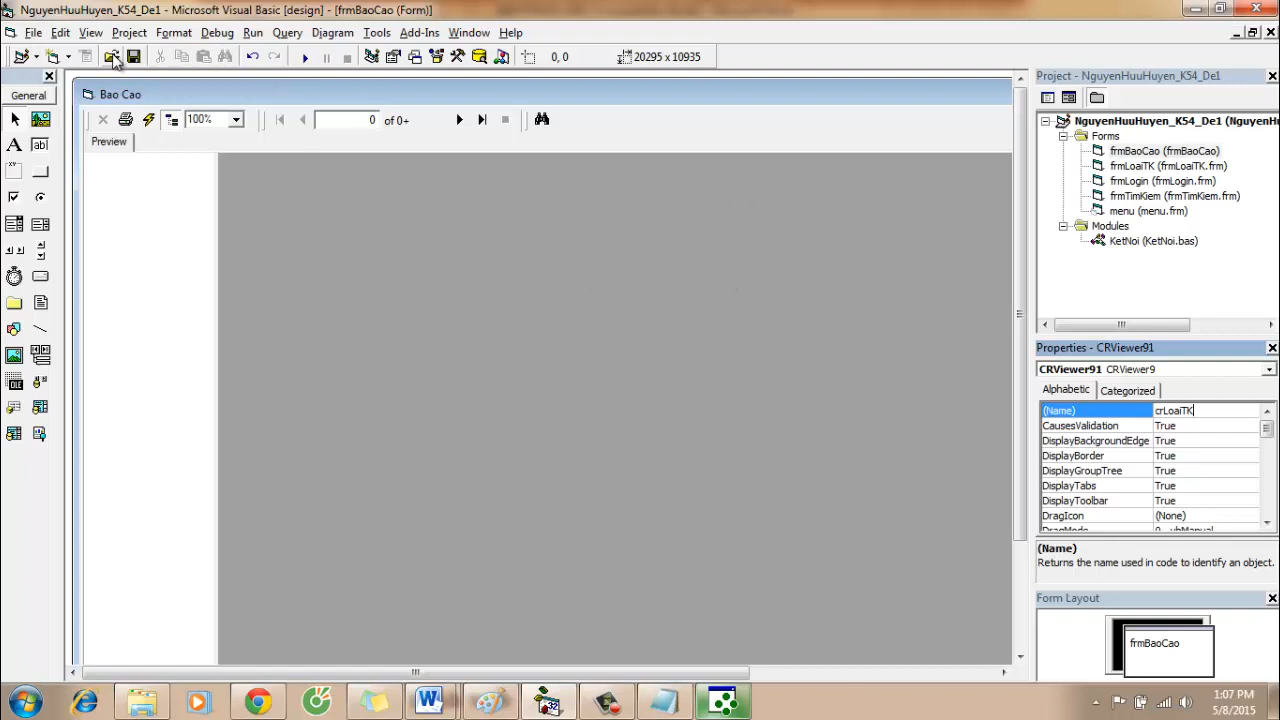 NguyenHuuHuyen_K54_De1 - Microsoft Visual Basic [design] - [frmBaoCao (Form)]
File Edit View Project Format Debug Run Query Diagram Tools Add-Ins Window Help
0, 0 20295 x 10935
General
Bao Cao
100% 0 of 0+
Preview
Project - NguyenHuuHuyen_K54_De1
NguyenHuuHuyen_K54_De1 (NguyenH
Forms
frmBaoCao (frmBaoCao)
frmLoaiTK (frmLoaiTK.frm)
frmLogin (frmLogin.frm)
frmTimKiem (frmTimKiem.frm)
menu (menu.frm)
Modules
KetNoi (KetNoi.bas)
Properties - CRViewer91
CRViewer91 CRViewer9
Alphabetic Categorized
(Name) crLoaiTK
CausesValidation True
DisplayBackgroundEdge True
DisplayBorder True
DisplayGroupTree True
DisplayTabs True
DisplayToolbar True
DragIcon (None)
DragMode 0 - vbManual
(Name)
Returns the name used in code to identify an object.
Form Layout
frmBaoCao
1:07 PM
5/8/2015